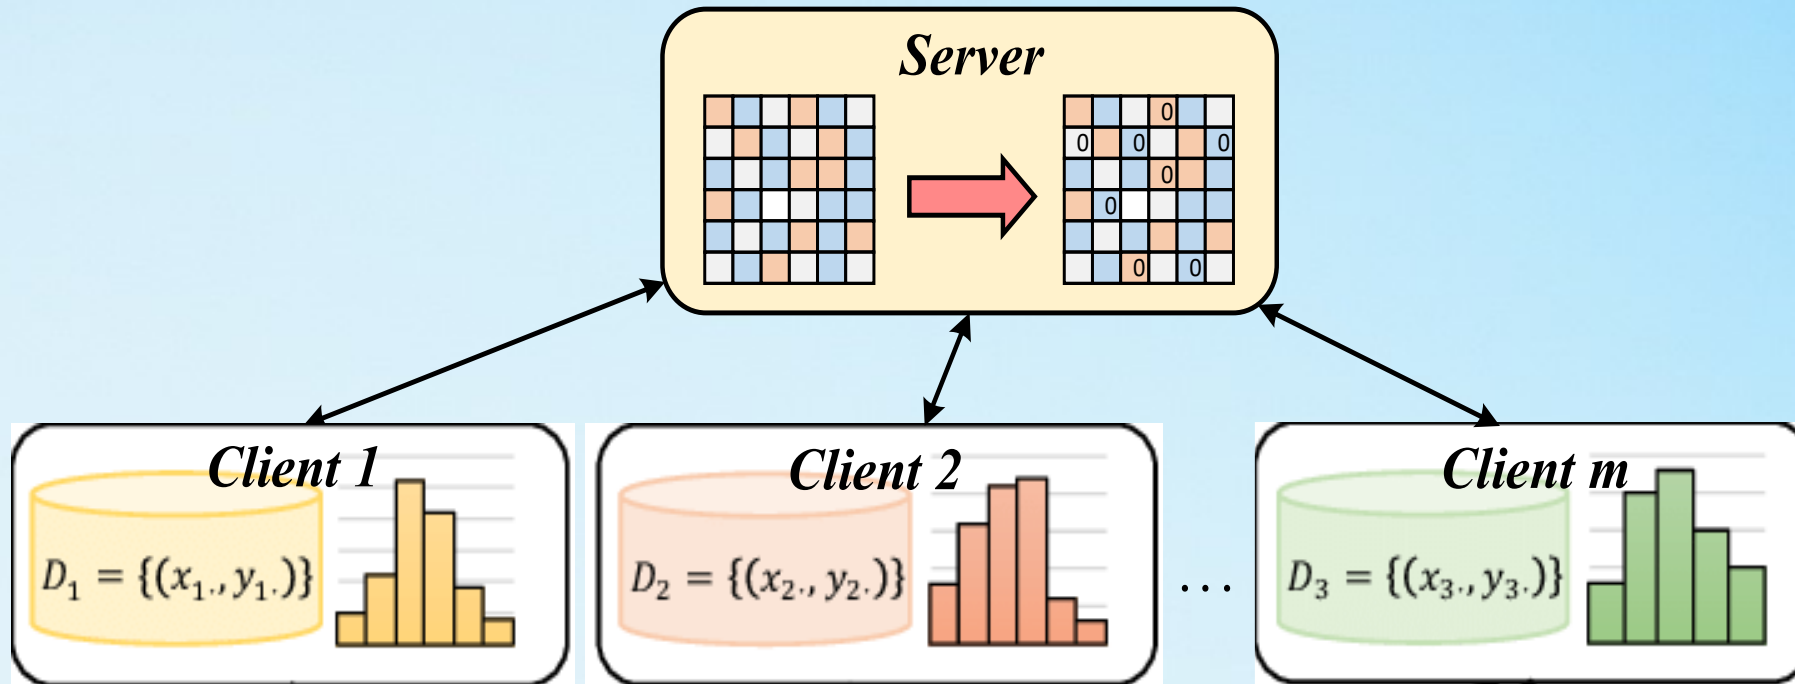 Server
0
0 0 0
0
0
0 0
Client 1
D₁ = {(x₁., y₁.)}
Client 2
D₂ = {(x₂., y₂.)}
...
Client m
D₃ = {(x₃., y₃.)}